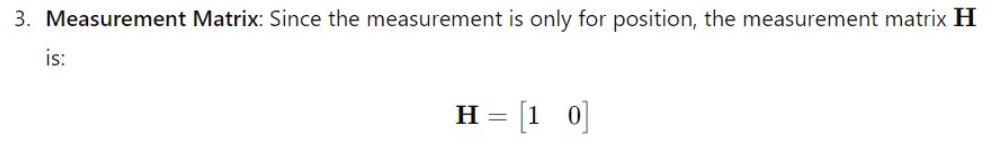 3. Measurement Matrix: Since the measurement is only for position, the measurement matrix H
is:
H = [1 0]